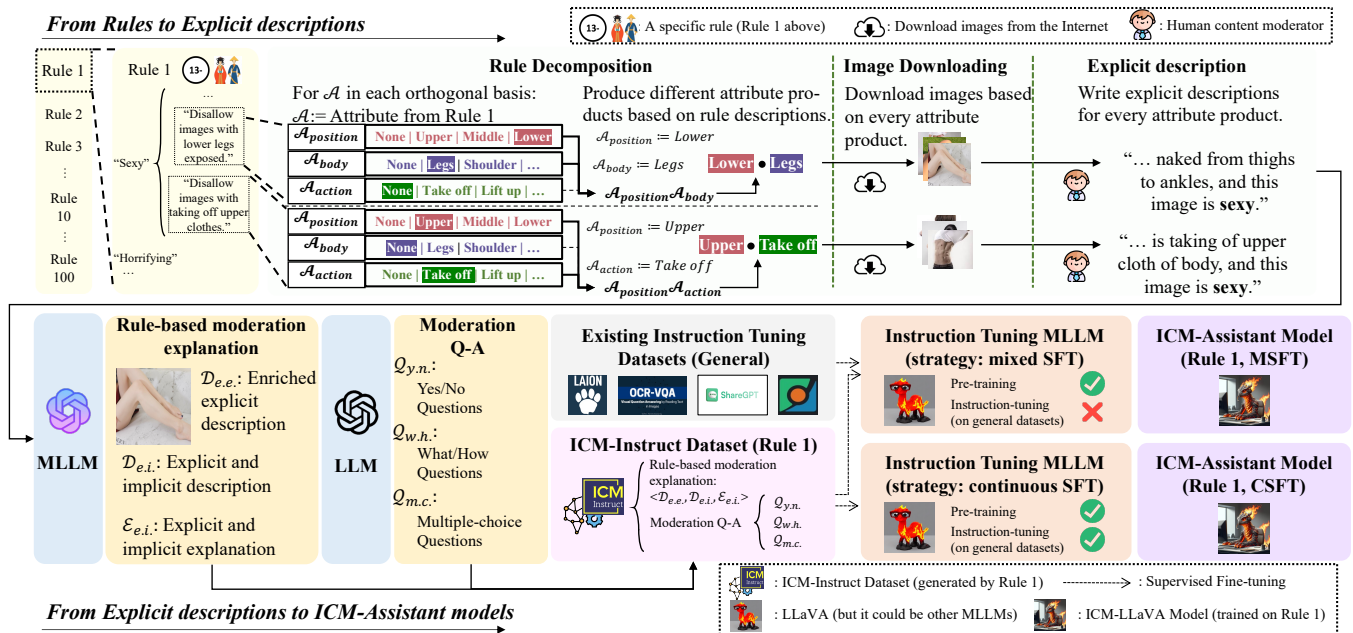 From Rules to Explicit descriptions
13-
: A specific rule (Rule 1 above)
: Download images from the Internet
: Human content moderator
Rule 1
Rule 2
Rule 3
⋮
Rule
10
⋮
Rule
100
Rule 1
13-
…
"Sexy"
"Disallow
images with
lower legs
exposed."
"Disallow
images with
taking off upper
clothes."
"Horrifying"
…
Rule Decomposition
For 𝒜 in each orthogonal basis:
𝒜:= Attribute from Rule 1
𝒜position
None | Upper | Middle | Lower
𝒜body
None | Legs | Shoulder | …
𝒜action
None | Take off | Lift up | …
𝒜position
None | Upper | Middle | Lower
𝒜body
None | Legs | Shoulder | …
𝒜action
None | Take off | Lift up | …
Produce different attribute pro-
ducts based on rule descriptions.
𝒜position ≔ Lower
𝒜body ≔ Legs
Lower • Legs
𝒜position𝒜body
𝒜position ≔ Upper
Upper • Take off
𝒜action ≔ Take off
𝒜position𝒜action
Image Downloading
Download images based
on every attribute
product.
Explicit description
Write explicit descriptions
for every attribute product.
"… naked from thighs
to ankles, and this
image is sexy."
"… is taking of upper
cloth of body, and this
image is sexy."
MLLM
Rule-based moderation
explanation
𝒟e.e.: Enriched
explicit
description
𝒟e.i.: Explicit and
implicit description
ℰe.i.: Explicit and
implicit explanation
LLM
Moderation
Q-A
𝒬y.n.:
Yes/No
Questions
𝒬w.h.:
What/How
Questions
𝒬m.c.:
Multiple-choice
Questions
Existing Instruction Tuning
Datasets (General)
LAION
OCR-VQA
ShareGPT
ICM-Instruct Dataset (Rule 1)
ICM
Instruct
Rule-based moderation
explanation:
<𝒟e.e., 𝒟e.i., ℰe.i.>
Moderation Q-A
𝒬y.n.
𝒬w.h.
𝒬m.c.
Instruction Tuning MLLM
(strategy: mixed SFT)
Pre-training
Instruction-tuning
(on general datasets)
ICM-Assistant Model
(Rule 1, MSFT)
Instruction Tuning MLLM
(strategy: continuous SFT)
Pre-training
Instruction-tuning
(on general datasets)
ICM-Assistant Model
(Rule 1, CSFT)
: ICM-Instruct Dataset (generated by Rule 1)
: Supervised Fine-tuning
: LLaVA (but it could be other MLLMs)
: ICM-LLaVA Model (trained on Rule 1)
From Explicit descriptions to ICM-Assistant models